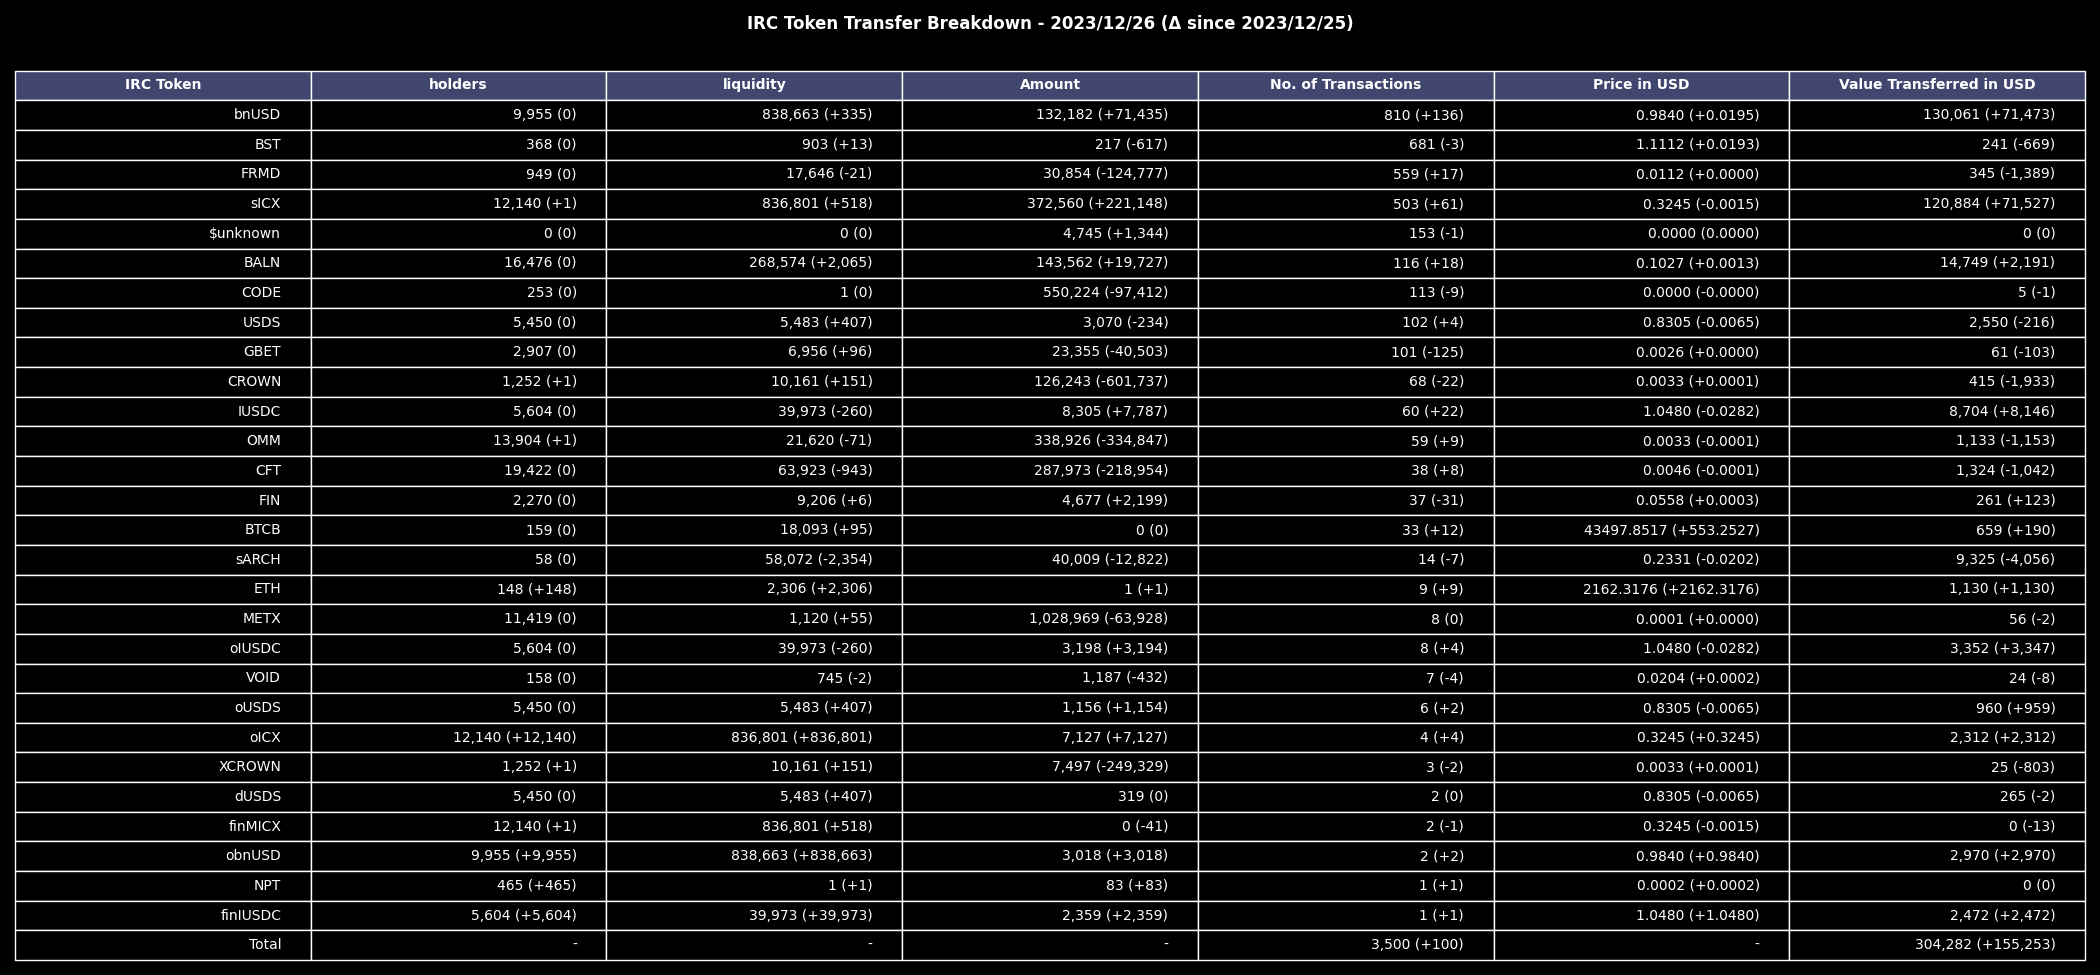 IRC Token Transfer Breakdown - 2023/12/26 (Δ since 2023/12/25)
IRC Token holders liquidity Amount No. of Transactions Price in USD Value Transferred in USD
bnUSD 9,955 (0) 838,663 (+335) 132,182 (+71,435) 810 (+136) 0.9840 (+0.0195) 130,061 (+71,473)
BST 368 (0) 903 (+13) 217 (-617) 681 (-3) 1.1112 (+0.0193) 241 (-669)
FRMD 949 (0) 17,646 (-21) 30,854 (-124,777) 559 (+17) 0.0112 (+0.0000) 345 (-1,389)
sICX 12,140 (+1) 836,801 (+518) 372,560 (+221,148) 503 (+61) 0.3245 (-0.0015) 120,884 (+71,527)
$unknown 0 (0) 0 (0) 4,745 (+1,344) 153 (-1) 0.0000 (0.0000) 0 (0)
BALN 16,476 (0) 268,574 (+2,065) 143,562 (+19,727) 116 (+18) 0.1027 (+0.0013) 14,749 (+2,191)
CODE 253 (0) 1 (0) 550,224 (-97,412) 113 (-9) 0.0000 (-0.0000) 5 (-1)
USDS 5,450 (0) 5,483 (+407) 3,070 (-234) 102 (+4) 0.8305 (-0.0065) 2,550 (-216)
GBET 2,907 (0) 6,956 (+96) 23,355 (-40,503) 101 (-125) 0.0026 (+0.0000) 61 (-103)
CROWN 1,252 (+1) 10,161 (+151) 126,243 (-601,737) 68 (-22) 0.0033 (+0.0001) 415 (-1,933)
IUSDC 5,604 (0) 39,973 (-260) 8,305 (+7,787) 60 (+22) 1.0480 (-0.0282) 8,704 (+8,146)
OMM 13,904 (+1) 21,620 (-71) 338,926 (-334,847) 59 (+9) 0.0033 (-0.0001) 1,133 (-1,153)
CFT 19,422 (0) 63,923 (-943) 287,973 (-218,954) 38 (+8) 0.0046 (-0.0001) 1,324 (-1,042)
FIN 2,270 (0) 9,206 (+6) 4,677 (+2,199) 37 (-31) 0.0558 (+0.0003) 261 (+123)
BTCB 159 (0) 18,093 (+95) 0 (0) 33 (+12) 43497.8517 (+553.2527) 659 (+190)
sARCH 58 (0) 58,072 (-2,354) 40,009 (-12,822) 14 (-7) 0.2331 (-0.0202) 9,325 (-4,056)
ETH 148 (+148) 2,306 (+2,306) 1 (+1) 9 (+9) 2162.3176 (+2162.3176) 1,130 (+1,130)
METX 11,419 (0) 1,120 (+55) 1,028,969 (-63,928) 8 (0) 0.0001 (+0.0000) 56 (-2)
oIUSDC 5,604 (0) 39,973 (-260) 3,198 (+3,194) 8 (+4) 1.0480 (-0.0282) 3,352 (+3,347)
VOID 158 (0) 745 (-2) 1,187 (-432) 7 (-4) 0.0204 (+0.0002) 24 (-8)
oUSDS 5,450 (0) 5,483 (+407) 1,156 (+1,154) 6 (+2) 0.8305 (-0.0065) 960 (+959)
oICX 12,140 (+12,140) 836,801 (+836,801) 7,127 (+7,127) 4 (+4) 0.3245 (+0.3245) 2,312 (+2,312)
XCROWN 1,252 (+1) 10,161 (+151) 7,497 (-249,329) 3 (-2) 0.0033 (+0.0001) 25 (-803)
dUSDS 5,450 (0) 5,483 (+407) 319 (0) 2 (0) 0.8305 (-0.0065) 265 (-2)
finMICX 12,140 (+1) 836,801 (+518) 0 (-41) 2 (-1) 0.3245 (-0.0015) 0 (-13)
obnUSD 9,955 (+9,955) 838,663 (+838,663) 3,018 (+3,018) 2 (+2) 0.9840 (+0.9840) 2,970 (+2,970)
NPT 465 (+465) 1 (+1) 83 (+83) 1 (+1) 0.0002 (+0.0002) 0 (0)
finIUSDC 5,604 (+5,604) 39,973 (+39,973) 2,359 (+2,359) 1 (+1) 1.0480 (+1.0480) 2,472 (+2,472)
Total - - - 3,500 (+100) - 304,282 (+155,253)